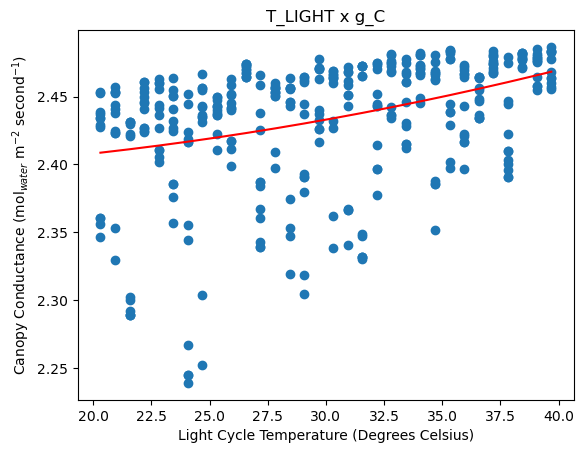 T_LIGHT x g_C
Canopy Conductance (mol_water m⁻² second⁻¹)
2.45
2.40
2.35
2.30
2.25
20.0 22.5 25.0 27.5 30.0 32.5 35.0 37.5 40.0
Light Cycle Temperature (Degrees Celsius)